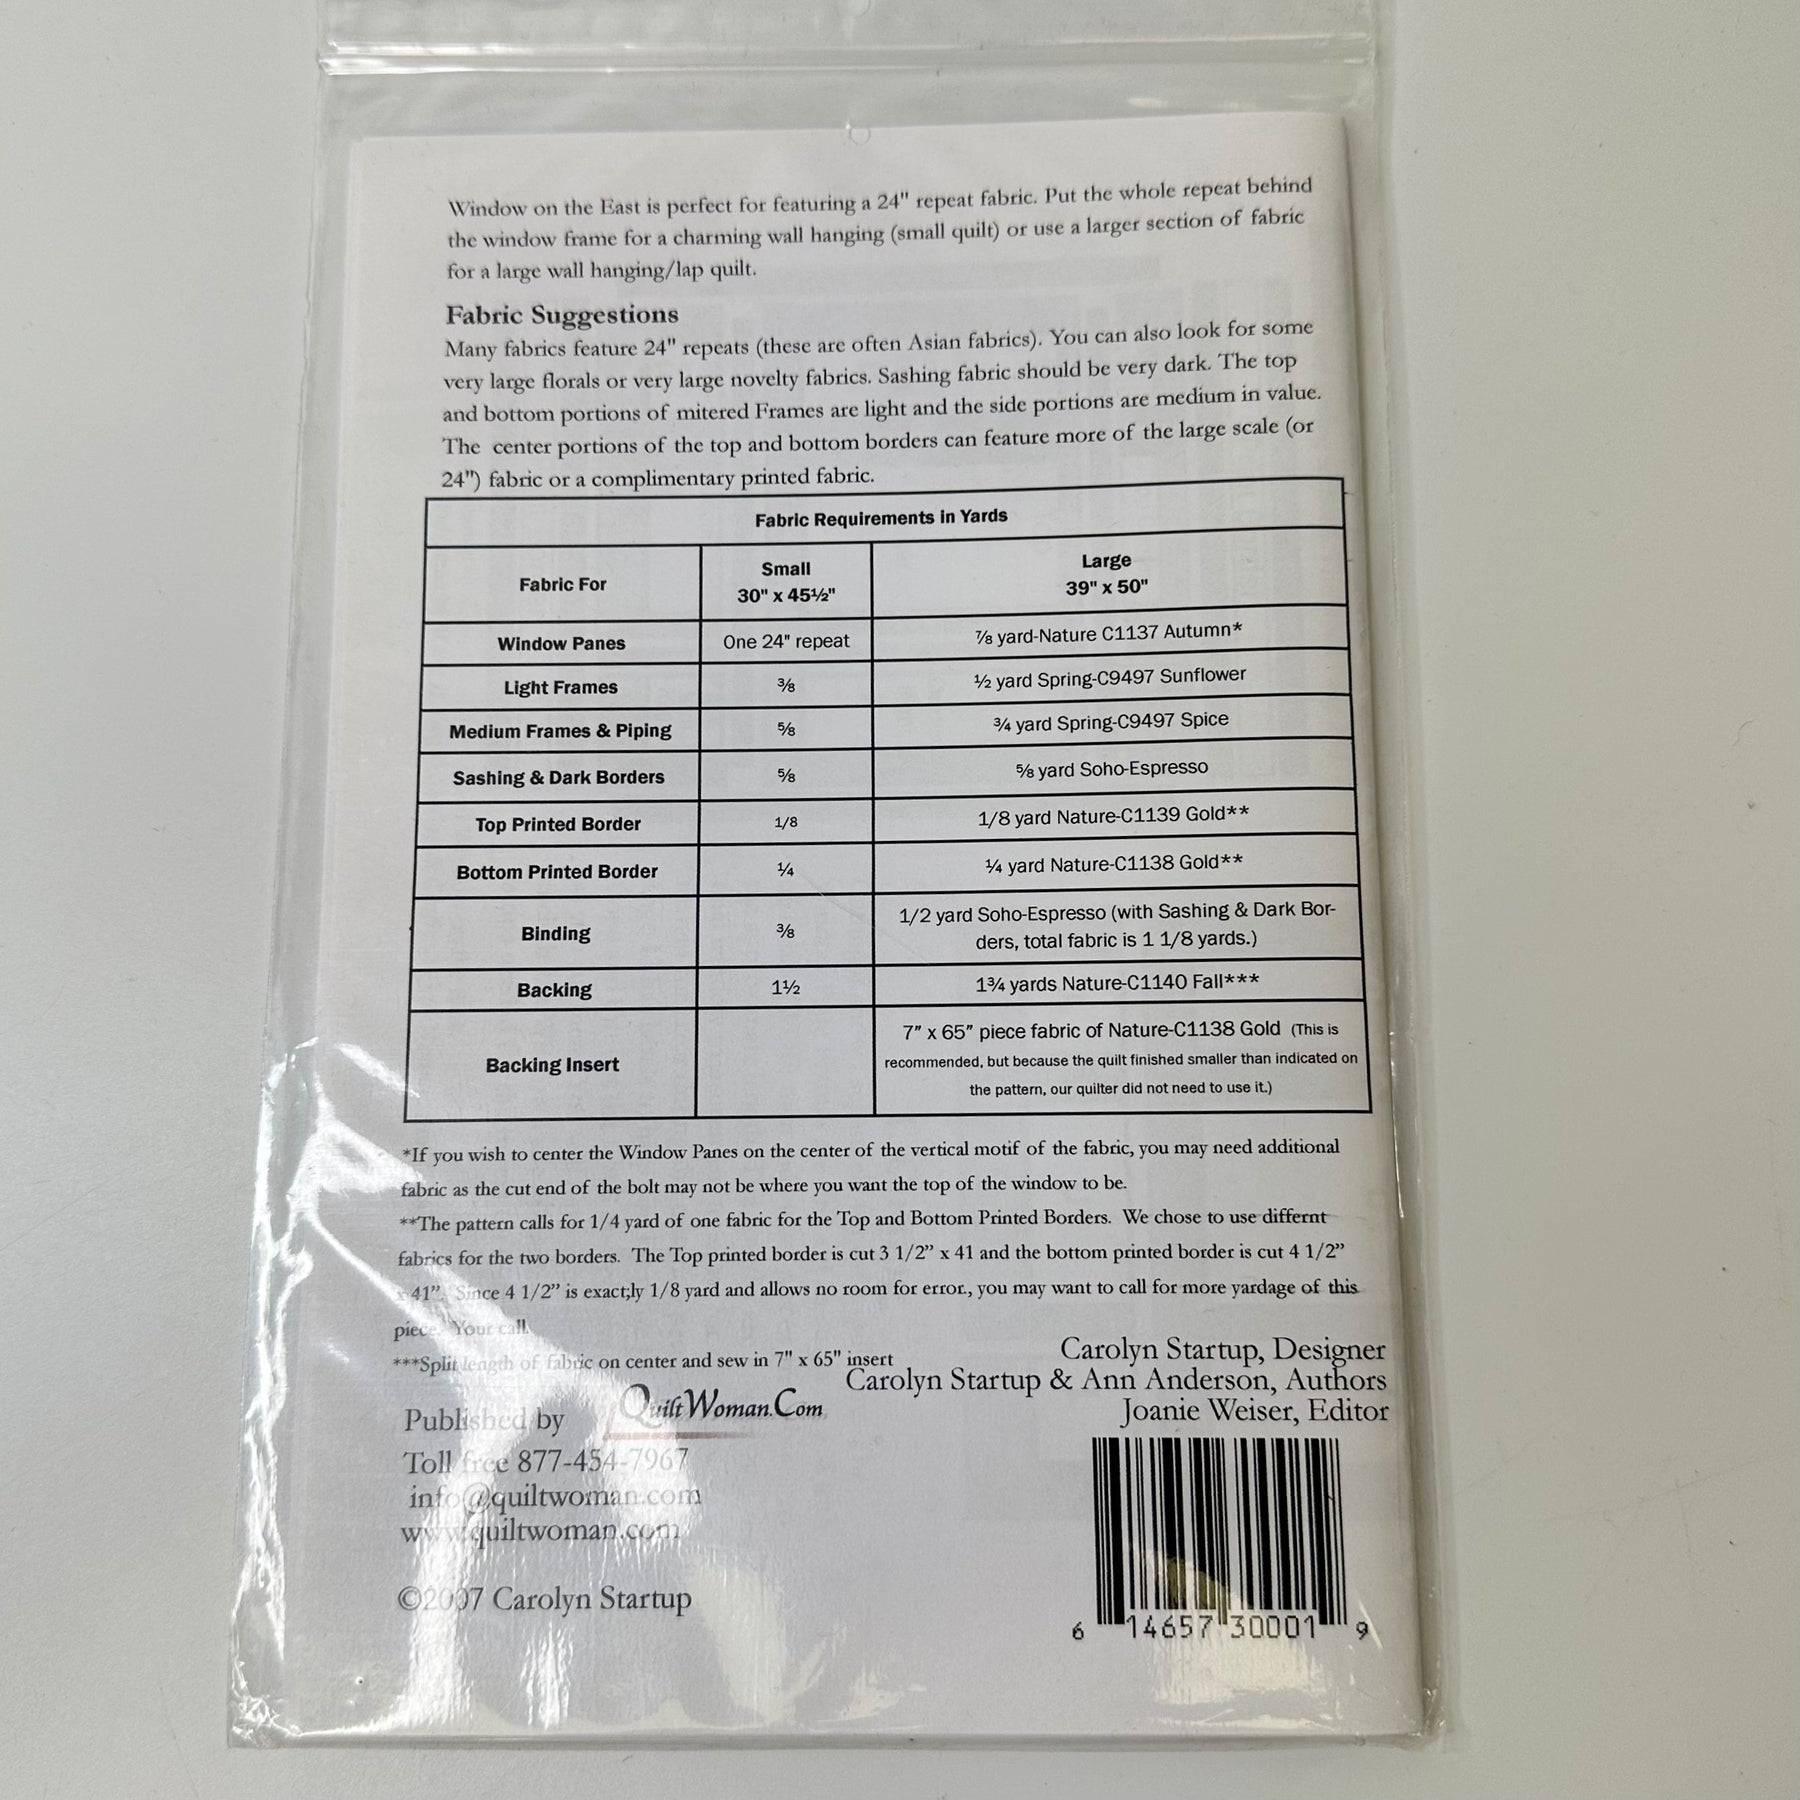 Window on the East is perfect for featuring a 24" repeat fabric. Put the whole repeat behind
the window frame for a charming wall hanging (small quilt) or use a larger section of fabric
for a large wall hanging/lap quilt.
Fabric Suggestions
Many fabrics feature 24" repeats (these are often Asian fabrics). You can also look for some
very large florals or very large novelty fabrics. Sashing fabric should be very dark. The top
and bottom portions of mitered Frames are light and the side portions are medium in value.
The center portions of the top and bottom borders can feature more of the large scale (or
24") fabric or a complimentary printed fabric.
Fabric Requirements in Yards
Fabric For
Small
30" x 45½"
Large
39" x 50"
Window Panes One 24" repeat ⅞ yard-Nature C1137 Autumn*
Light Frames ⅜ ½ yard Spring-C9497 Sunflower
Medium Frames & Piping ⅝ ¾ yard Spring-C9497 Spice
Sashing & Dark Borders ⅝ ⅝ yard Soho-Espresso
Top Printed Border 1/8 1/8 yard Nature-C1139 Gold**
Bottom Printed Border ¼ ¼ yard Nature-C1138 Gold**
Binding ⅜ 1/2 yard Soho-Espresso (with Sashing & Dark Bor-
ders, total fabric is 1 1/8 yards.)
Backing 1½ 1¾ yards Nature-C1140 Fall***
Backing Insert 7” x 65” piece fabric of Nature-C1138 Gold (This is
recommended, but because the quilt finished smaller than indicated on
the pattern, our quilter did not need to use it.)
*If you wish to center the Window Panes on the center of the vertical motif of the fabric, you may need additional
fabric as the cut end of the bolt may not be where you want the top of the window to be.
**The pattern calls for 1/4 yard of one fabric for the Top and Bottom Printed Borders. We chose to use differnt
fabrics for the two borders. The Top printed border is cut 3 1/2” x 41 and the bottom printed border is cut 4 1/2”
x 41”. Since 4 1/2” is exact;ly 1/8 yard and allows no room for error., you may want to call for more yardage of this
piece. Your call.
***Split length of fabric on center and sew in 7" x 65" insert
Carolyn Startup, Designer
Carolyn Startup & Ann Anderson, Authors
Joanie Weiser, Editor
Published by QuiltWoman.Com
Toll free 877-454-7967
info@quiltwoman.com
www.quiltwoman.com
©2007 Carolyn Startup
6 14657 30001 9